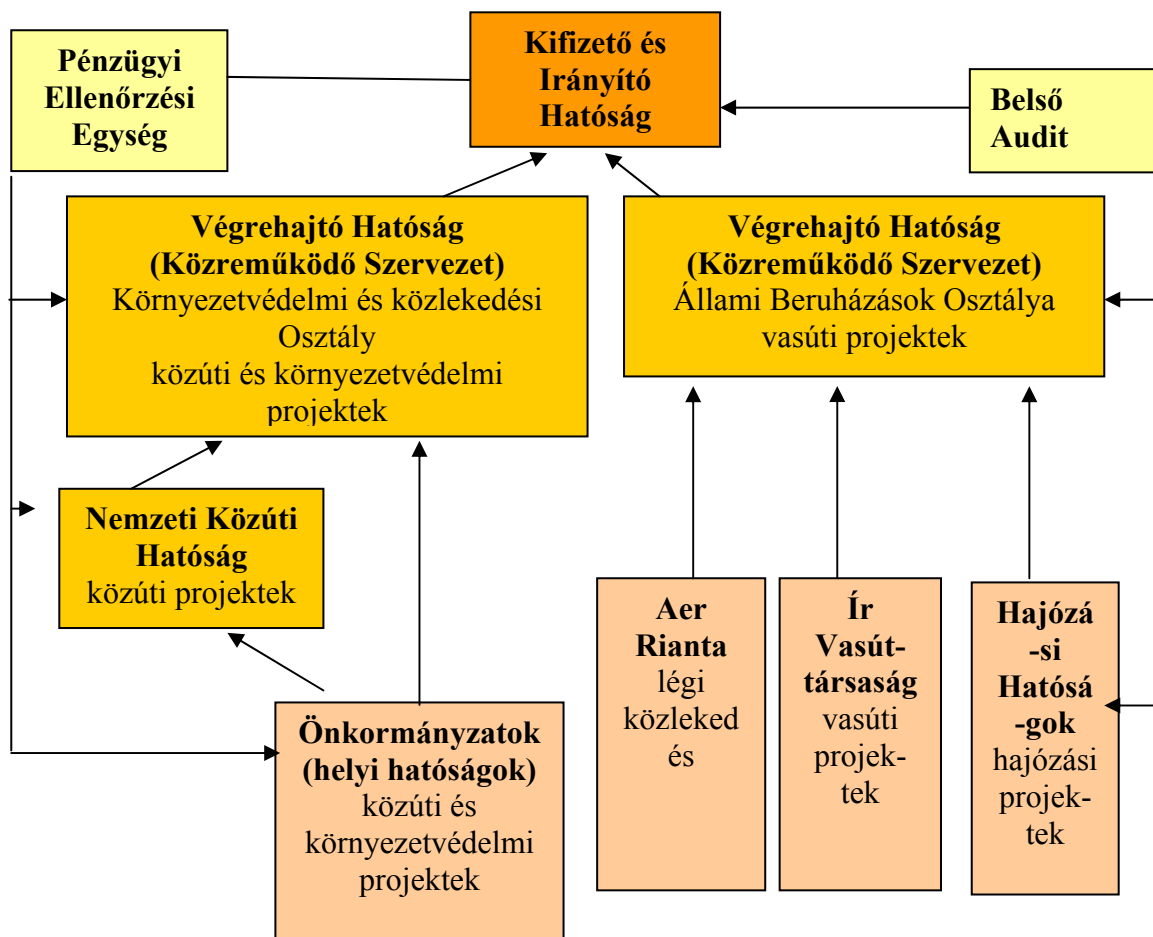 Pénzügyi
Ellenőrzési
Egység
Kifizető és
Irányító
Hatóság
Belső
Audit
Végrehajtó Hatóság
(Közreműködő Szervezet)
Környezetvédelmi és közlekedési
Osztály
közúti és környezetvédelmi
projektek
Végrehajtó Hatóság
(Közreműködő Szervezet)
Állami Beruházások Osztálya
vasúti projektek
Nemzeti Közúti
Hatóság
közúti projektek
Önkormányzatok
(helyi hatóságok)
közúti és
környezetvédelmi
projektek
Aer
Rianta
légi
közleked
és
Ír
Vasút-
társaság
vasúti
projek-
tek
Hajózá
-si
Hatósá
-gok
hajózási
projek-
tek